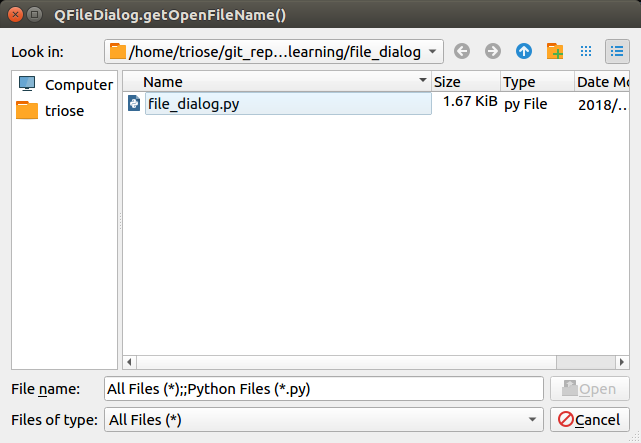 QFileDialog.getOpenFileName()
Look in: /home/triose/git_rep...learning/file_dialog
Computer
triose
Name Size Type Date Mo
file_dialog.py 1.67 KiB py File 2018/...
File name: All Files (*);;Python Files (*.py) Open
Files of type: All Files (*) Cancel